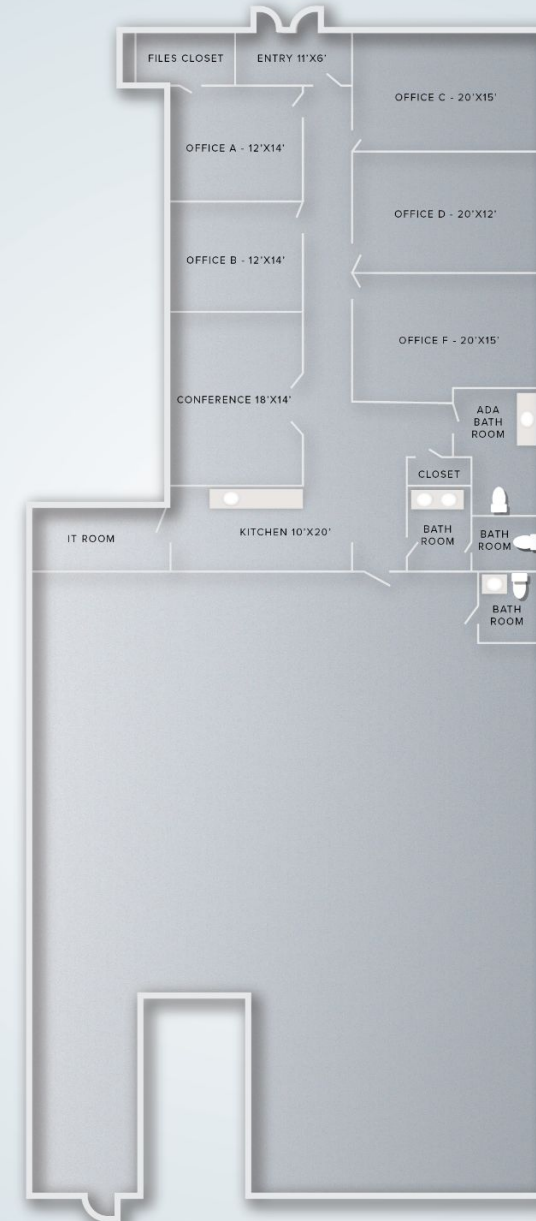 FILES CLOSET
ENTRY 11'X6'
OFFICE C - 20'X15'
OFFICE A - 12'X14'
OFFICE D - 20'X12'
OFFICE B - 12'X14'
OFFICE F - 20'X15'
CONFERENCE 18'X14'
ADA
BATH
ROOM
CLOSET
IT ROOM
KITCHEN 10'X20'
BATH
ROOM
BATH
ROOM
BATH
ROOM